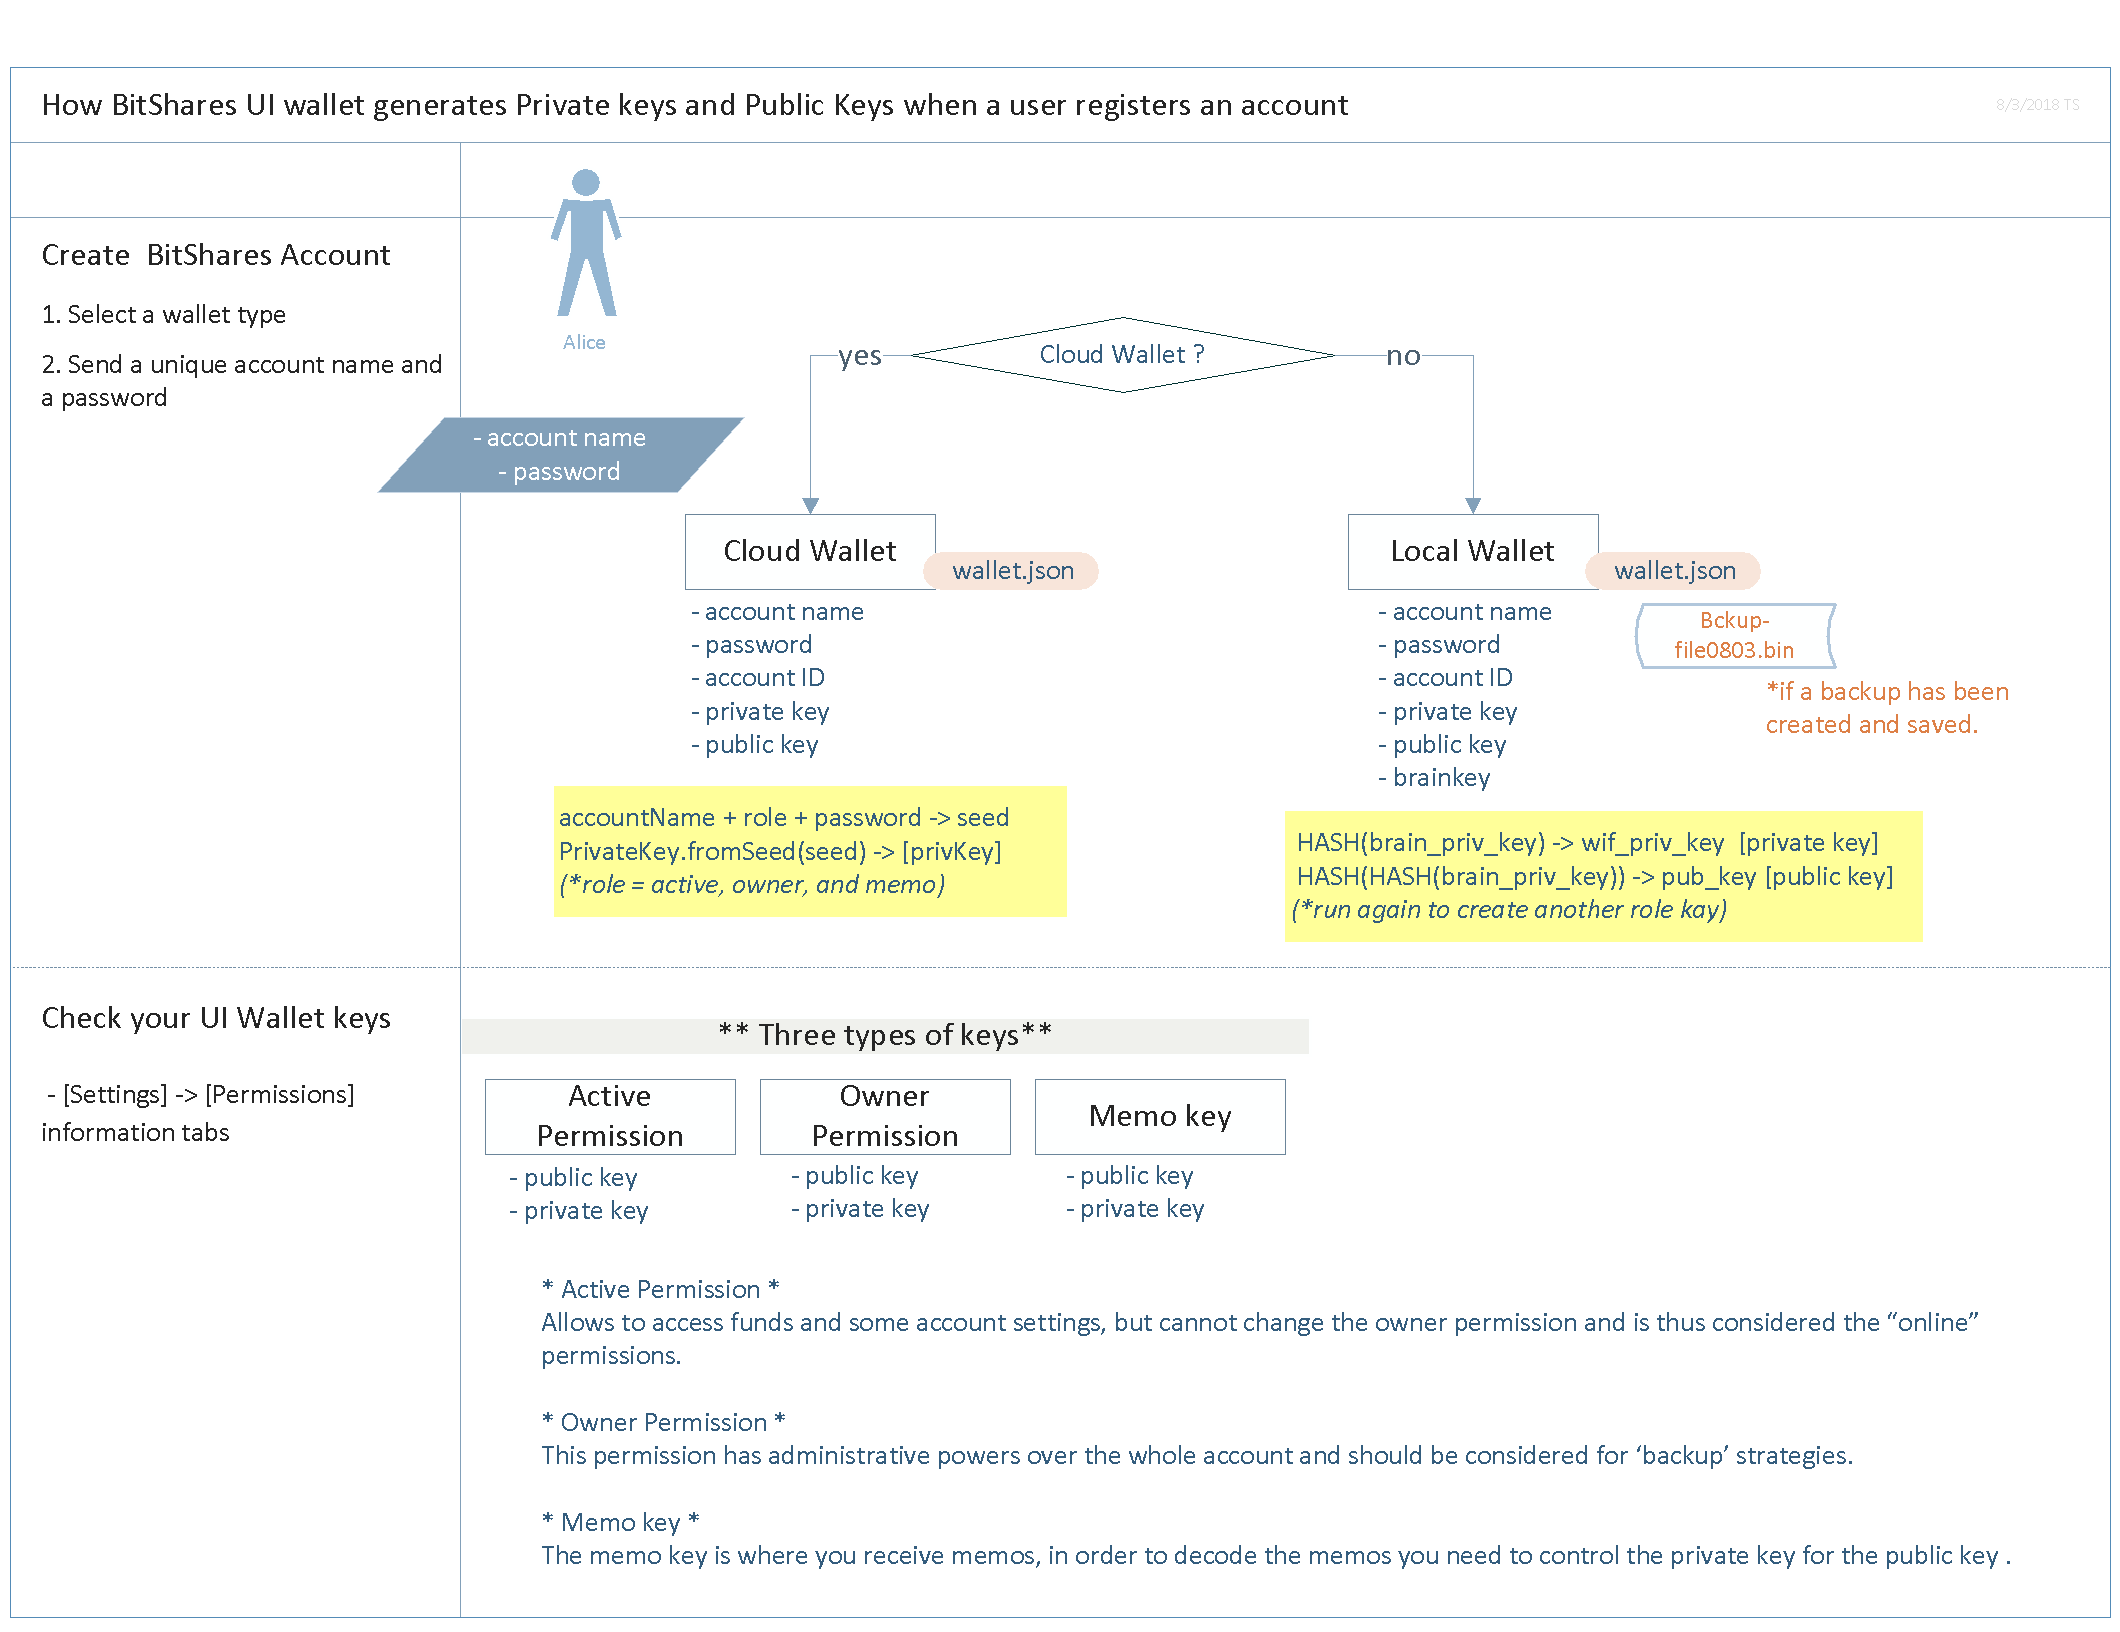 How BitShares UI wallet generates Private keys and Public Keys when a user registers an account
8/3/2018 TS
Create  BitShares Account
1. Select a wallet type
2. Send a unique account name and
a password
Alice
- account name
- password
Cloud Wallet ?
yes
no
Cloud Wallet
wallet.json
- account name
- password
- account ID
- private key
- public key
accountName + role + password -> seed
PrivateKey.fromSeed(seed) -> [privKey]
(*role = active, owner, and memo)
Local Wallet
wallet.json
- account name
- password
- account ID
- private key
- public key
- brainkey
Bckup-
file0803.bin
*if a backup has been
created and saved.
HASH(brain_priv_key) -> wif_priv_key  [private key]
HASH(HASH(brain_priv_key)) -> pub_key [public key]
(*run again to create another role kay)
Check your UI Wallet keys
- [Settings] -> [Permissions]
information tabs
** Three types of keys**
Active
Permission
- public key
- private key
Owner
Permission
- public key
- private key
Memo key
- public key
- private key
* Active Permission *
Allows to access funds and some account settings, but cannot change the owner permission and is thus considered the “online”
permissions.
* Owner Permission *
This permission has administrative powers over the whole account and should be considered for ‘backup’ strategies.
* Memo key *
The memo key is where you receive memos, in order to decode the memos you need to control the private key for the public key .